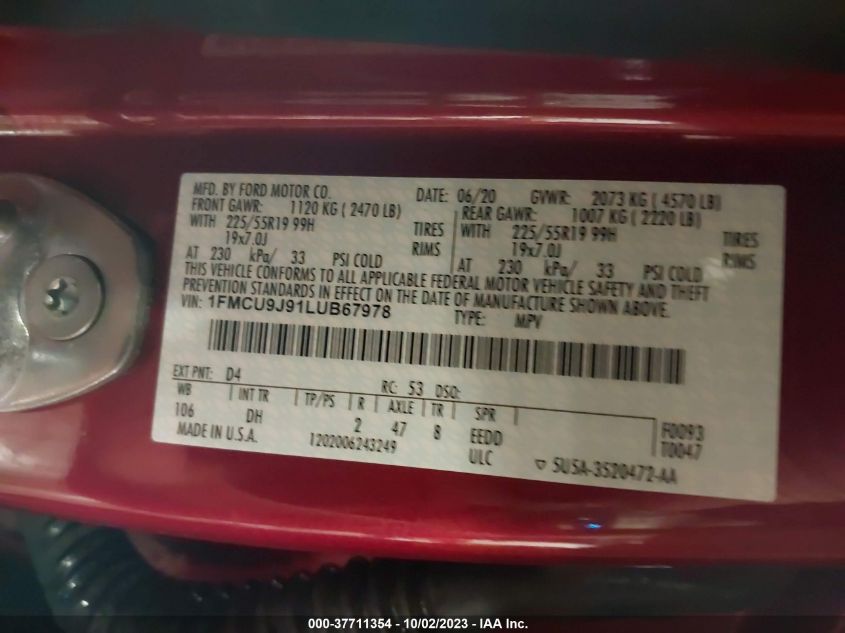 MFD. BY FORD MOTOR CO. DATE: 06/20 GVWR: 2073 KG ( 4570 LB)
FRONT GAWR: 1120 KG ( 2470 LB) REAR GAWR: 1007 KG ( 2220 LB)
WITH 225/55R19 99H TIRES WITH 225/55R19 99H TIRES
19x7.0J RIMS 19x7.0J RIMS
AT 230 kPa/ 33 PSI COLD AT 230 kPa/ 33 PSI COLD
THIS VEHICLE CONFORMS TO ALL APPLICABLE FEDERAL MOTOR VEHICLE SAFETY AND THEFT
PREVENTION STANDARDS IN EFFECT ON THE DATE OF MANUFACTURE SHOWN ABOVE.
VIN: 1FMCU9J91LUB67978 TYPE: MPV
EXT PNT: D4 RC: 53 DSO:
WB INT TR TP/PS R AXLE TR SPR
106 DH 2 47 8 EEDD F0093
MADE IN U.S.A. 1202006243249 ULC T0047
▽ 5U5A-3520472-AA
000-37711354 - 10/02/2023 - IAA Inc.